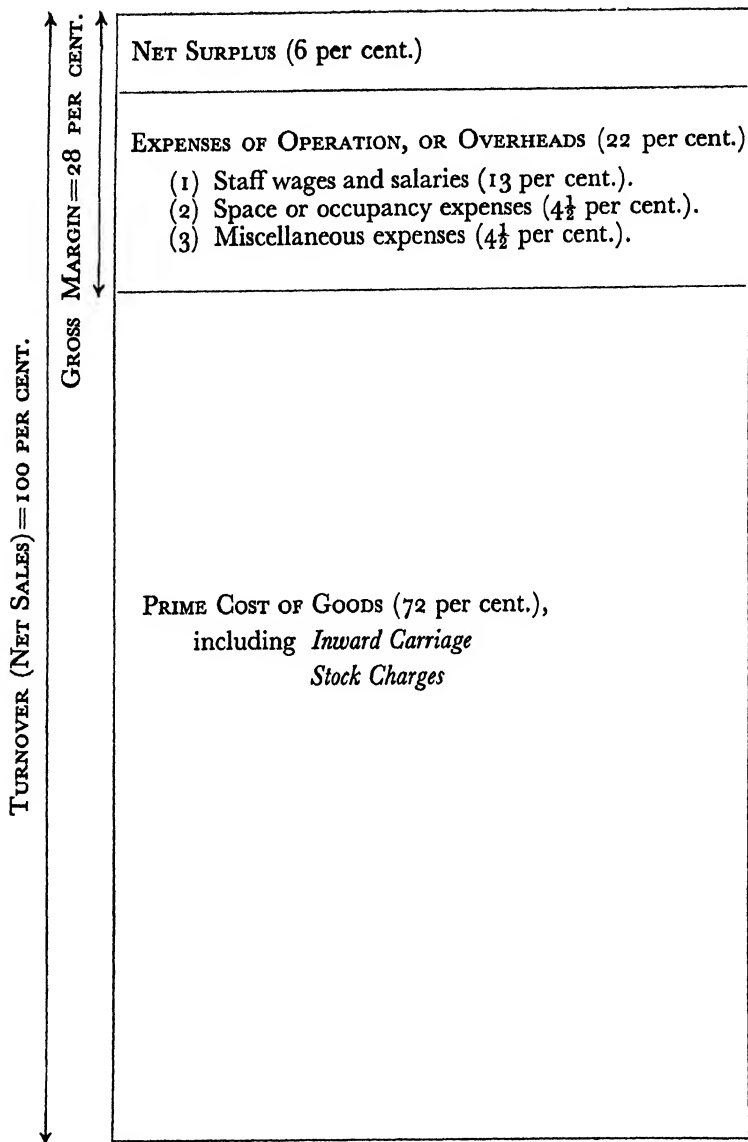 TURNOVER (NET SALES)=100 PER CENT.
GROSS MARGIN=28 PER CENT.
NET SURPLUS (6 per cent.)
EXPENSES OF OPERATION, OR OVERHEADS (22 per cent.)
(1) Staff wages and salaries (13 per cent.).
(2) Space or occupancy expenses (4½ per cent.).
(3) Miscellaneous expenses (4½ per cent.).
PRIME COST OF GOODS (72 per cent.),
including Inward Carriage
Stock Charges